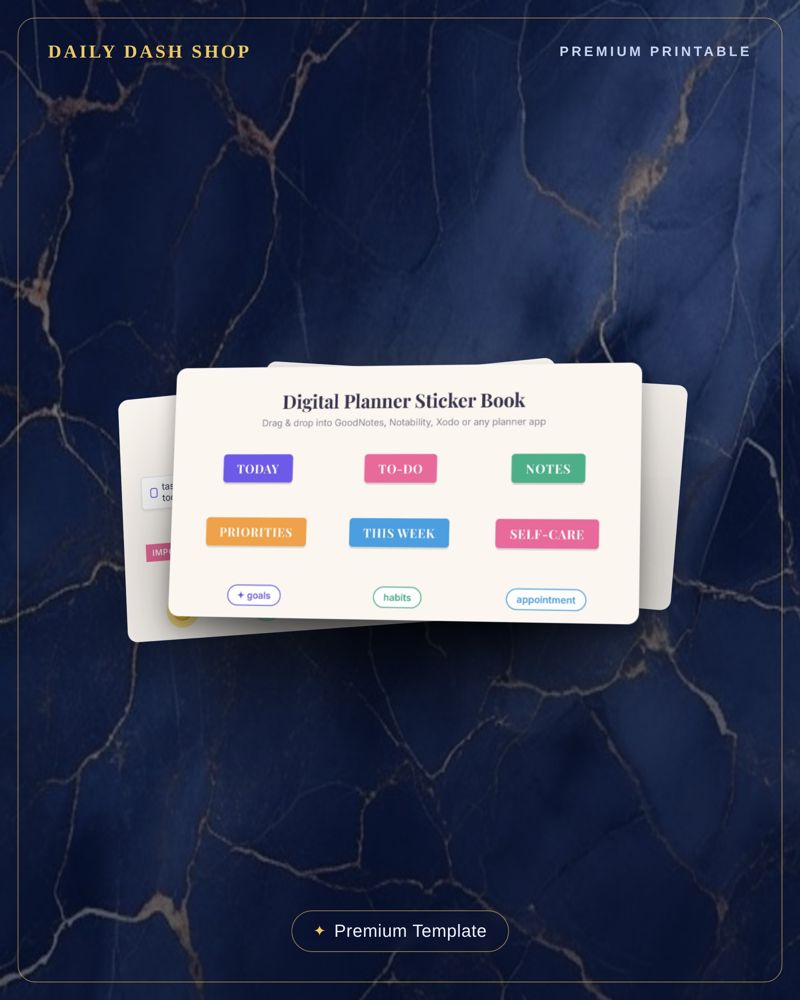 DAILY DASH SHOP
PREMIUM PRINTABLE
Digital Planner Sticker Book
Drag & drop into GoodNotes, Notability, Xodo or any planner app
TODAY
TO-DO
NOTES
PRIORITIES
THIS WEEK
SELF-CARE
✦ goals
habits
appointment
✦ Premium Template